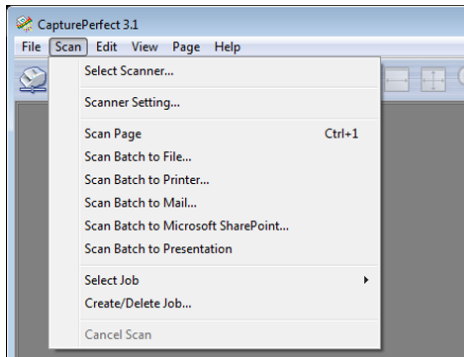 CapturePerfect 3.1
File Scan Edit View Page Help
Select Scanner...
Scanner Setting...
Scan Page Ctrl+1
Scan Batch to File...
Scan Batch to Printer...
Scan Batch to Mail...
Scan Batch to Microsoft SharePoint...
Scan Batch to Presentation
Select Job
Create/Delete Job...
Cancel Scan